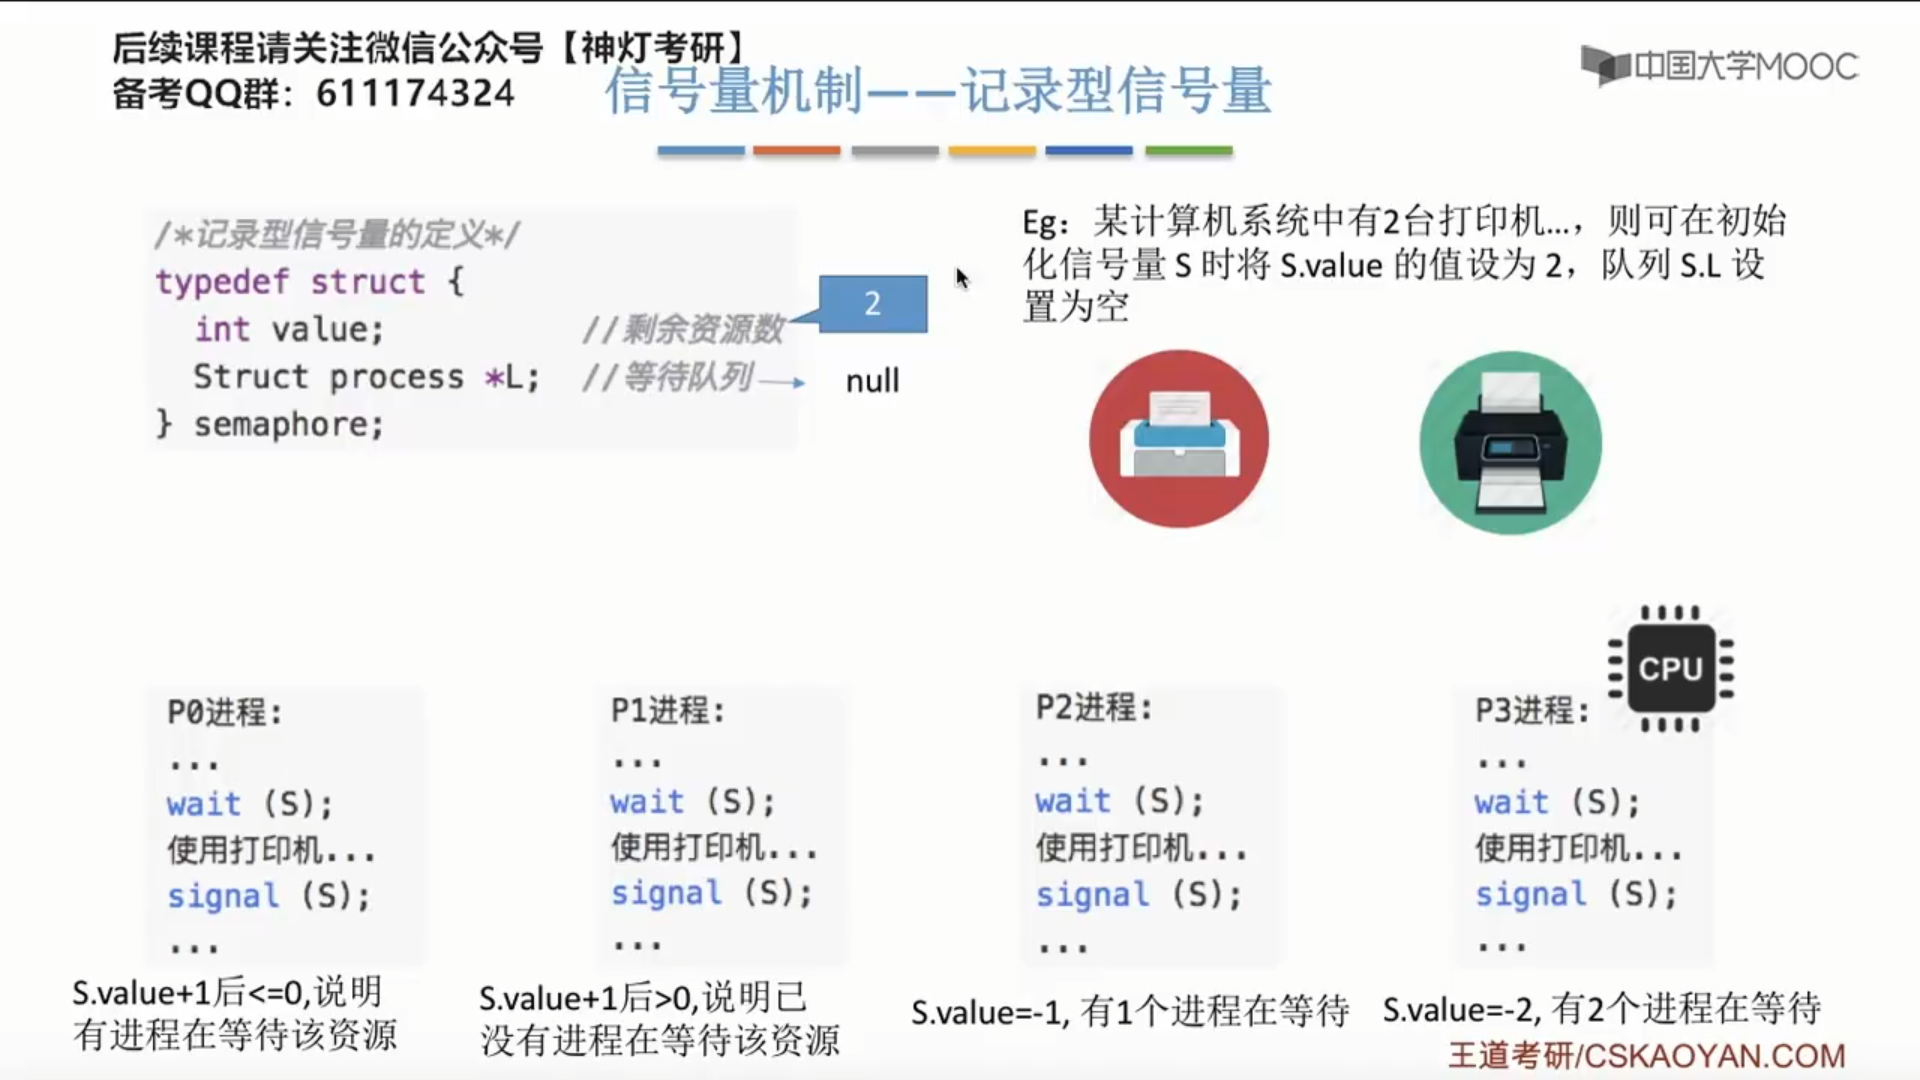 后续课程请关注微信公众号【神灯考研】
备考QQ群：611174324
信号量机制——记录型信号量
中国大学MOOC
/*记录型信号量的定义*/
typedef struct {
int value; //剩余资源数
Struct process *L; //等待队列
} semaphore;
2
null
Eg：某计算机系统中有2台打印机...，则可在初始
化信号量 S 时将 S.value 的值设为 2，队列 S.L 设
置为空
CPU
P0进程:
...
wait (S);
使用打印机...
signal (S);
...
S.value+1后<=0,说明
有进程在等待该资源
P1进程:
...
wait (S);
使用打印机...
signal (S);
...
S.value+1后>0,说明已
没有进程在等待该资源
P2进程:
...
wait (S);
使用打印机...
signal (S);
...
S.value=-1, 有1个进程在等待
P3进程:
...
wait (S);
使用打印机...
signal (S);
...
S.value=-2, 有2个进程在等待
王道考研/CSKAOYAN.COM